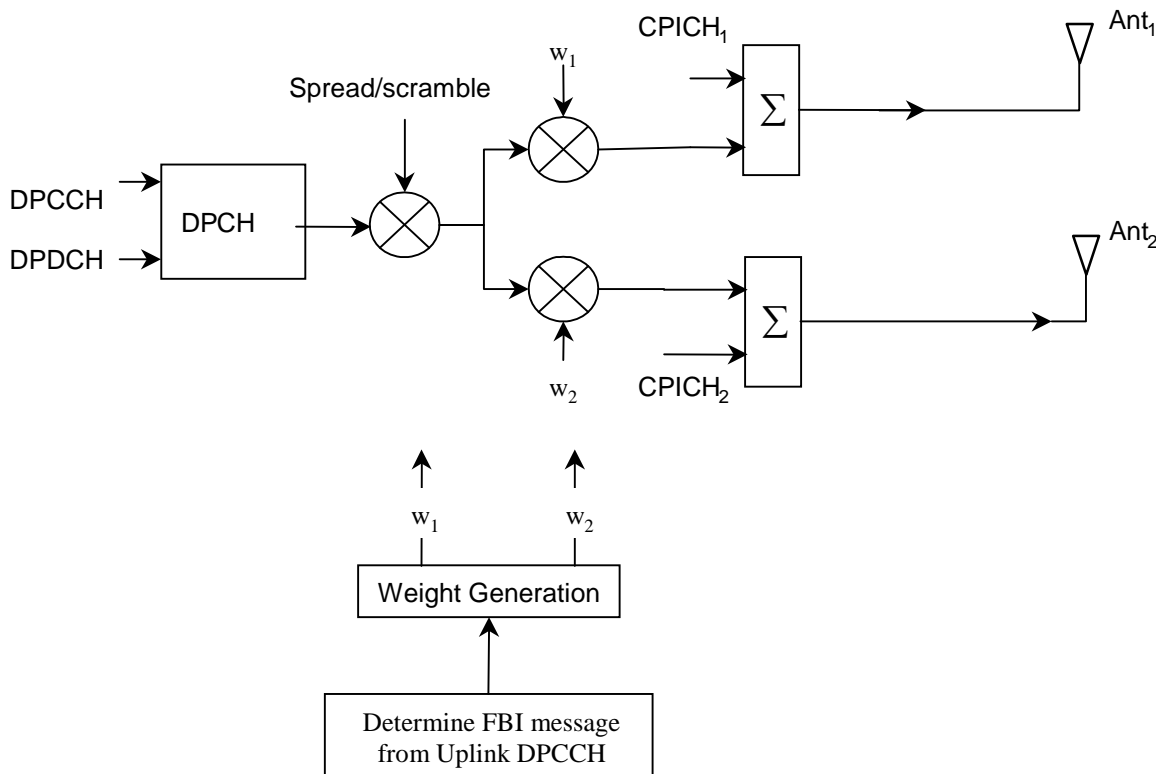 CPICH₁
Ant₁
w₁
Spread/scramble
Σ
DPCCH
DPCH
DPDCH
Ant₂
Σ
w₂
CPICH₂
w₁
w₂
Weight Generation
Determine FBI message
from Uplink DPCCH